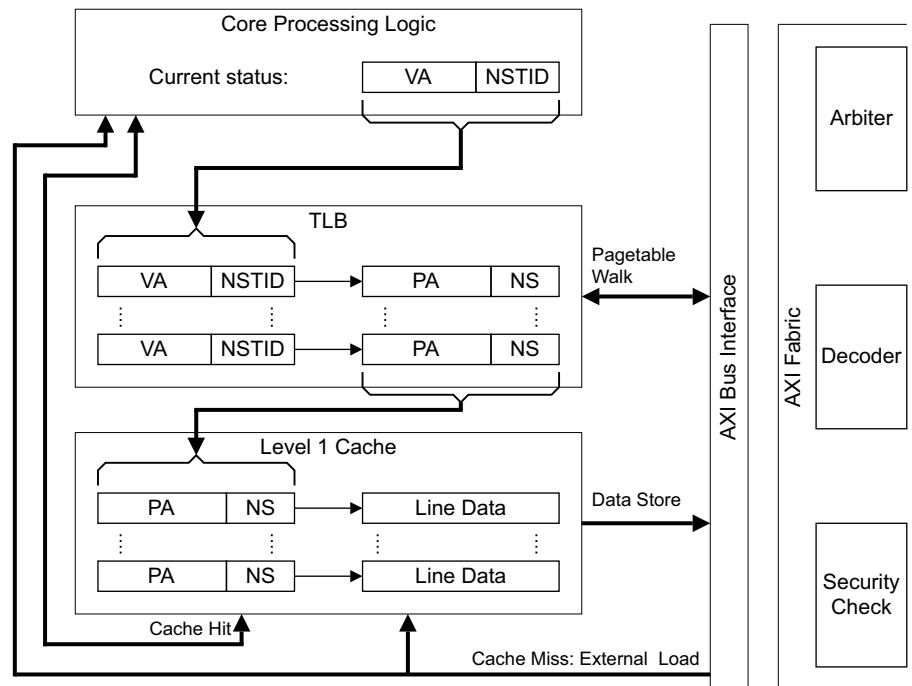 Core Processing Logic
Current status:
VA NSTID
TLB
VA NSTID PA NS
VA NSTID PA NS
Pagetable
Walk
Level 1 Cache
PA NS Line Data
PA NS Line Data
Data Store
Cache Hit
Cache Miss: External Load
AXI Bus Interface
AXI Fabric
Arbiter
Decoder
Security
Check